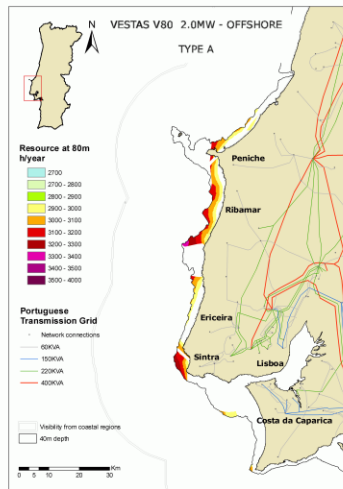 VESTAS V80 2.0MW - OFFSHORE
TYPE A
N
Resource at 80m
h/year
2700
2700 - 2800
2800 - 2900
2900 - 3000
3000 - 3100
3100 - 3200
3200 - 3300
3300 - 3400
3400 - 3500
3500 - 4000
Peniche
Ribamar
Ericeira
Sintra
Lisboa
Costa da Caparica
Portuguese
Transmission Grid
Network connections
60KVA
150KVA
220KVA
400KVA
Visibility from coastal regions
40m depth
0 5 10 20 30
Km